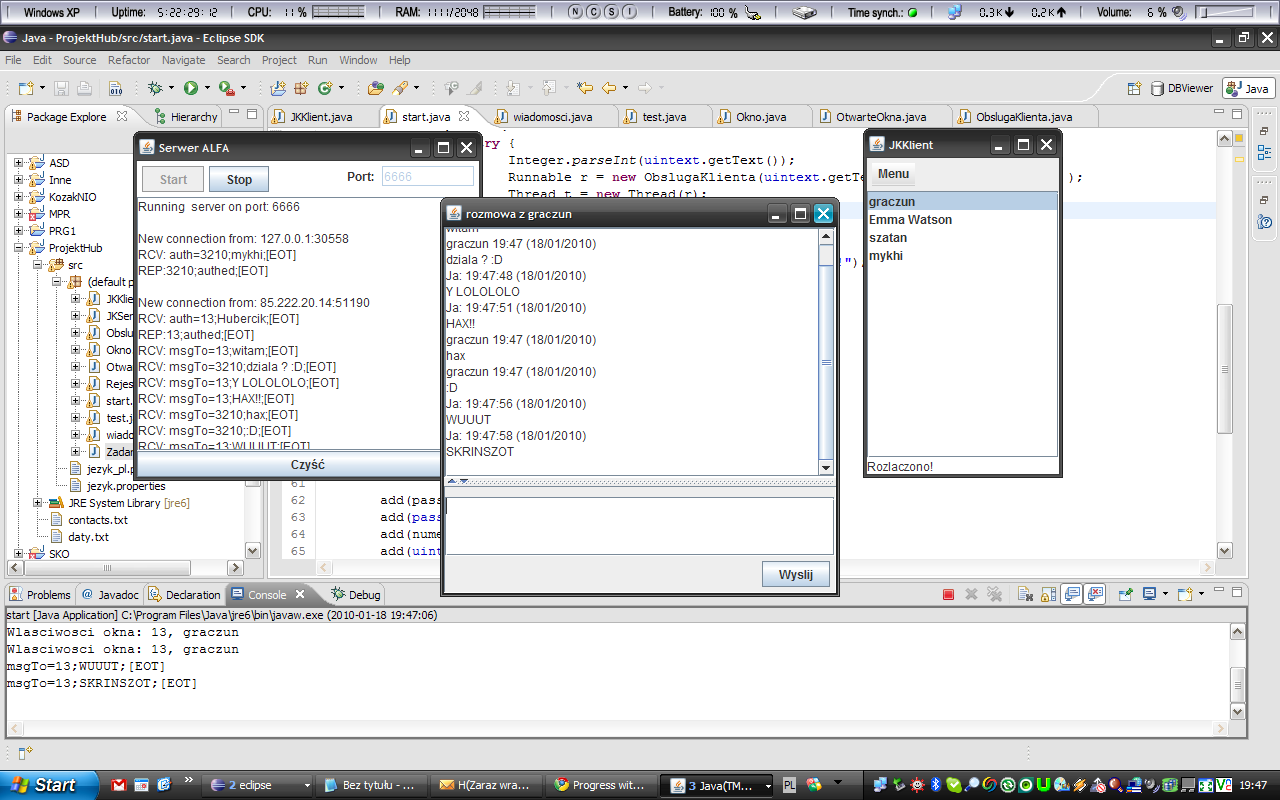 Windows XP Uptime: 5:22:29:12 CPU: 11 % RAM: 1111/2048 N C S I Battery: 100 % Time synch.: 0.3K 0.2K Volume: 6 %
Java - ProjektHub/src/start.java - Eclipse SDK
File Edit Source Refactor Navigate Search Project Run Window Help
DBViewer Java
Package Explore Hierarchy
JKKlient.java start.java wiadomosci.java test.java Okno.java OtwarteOkna.java ObslugaKlienta.java
ASD
Inne
KozakNIO
MPR
PRG1
ProjektHub
src
(default p
JKKlie
JKSer
Obslu
Okno
Otwa
Rejes
start.
test.j
wiado
Zadar
jezyk_pl.p
jezyk.properties
JRE System Library [jre6]
contacts.txt
daty.txt
SKO
ry {
Integer.parseInt(uintext.getText());
Runnable r = new ObslugaKlienta(uintext.getTe );
Thread t = new Thread(r);
!"),
61
62 add(pass
63 add(pass
64 add(nume
65 add(uint
Serwer ALFA
Start Stop Port: 6666
Running server on port: 6666
New connection from: 127.0.0.1:30558
RCV: auth=3210;mykhi;[EOT]
REP:3210;authed;[EOT]
New connection from: 85.222.20.14:51190
RCV: auth=13;Hubercik;[EOT]
REP:13;authed;[EOT]
RCV: msgTo=13;witam;[EOT]
RCV: msgTo=3210;dziala ? :D;[EOT]
RCV: msgTo=13;Y LOLOLOLO;[EOT]
RCV: msgTo=13;HAX!!;[EOT]
RCV: msgTo=3210;hax;[EOT]
RCV: msgTo=3210;:D;[EOT]
RCV: msgTo=13;WUUUT;[EOT]
Czyść
rozmowa z graczun
witam
graczun 19:47 (18/01/2010)
dziala ? :D
Ja: 19:47:48 (18/01/2010)
Y LOLOLOLO
Ja: 19:47:51 (18/01/2010)
HAX!!
graczun 19:47 (18/01/2010)
hax
graczun 19:47 (18/01/2010)
:D
Ja: 19:47:56 (18/01/2010)
WUUUT
Ja: 19:47:58 (18/01/2010)
SKRINSZOT
Wyslij
JKKlient
Menu
graczun
Emma Watson
szatan
mykhi
Rozlaczono!
Problems Javadoc Declaration Console Debug
start [Java Application] C:\Program Files\Java\jre6\bin\javaw.exe (2010-01-18 19:47:06)
Wlasciwosci okna: 13, graczun
Wlasciwosci okna: 13, graczun
msgTo=13;WUUUT;[EOT]
msgTo=13;SKRINSZOT;[EOT]
Start 2 eclipse Bez tytułu - ... H(Zaraz wra... Progress wit... 3 Java(TM... PL 19:47